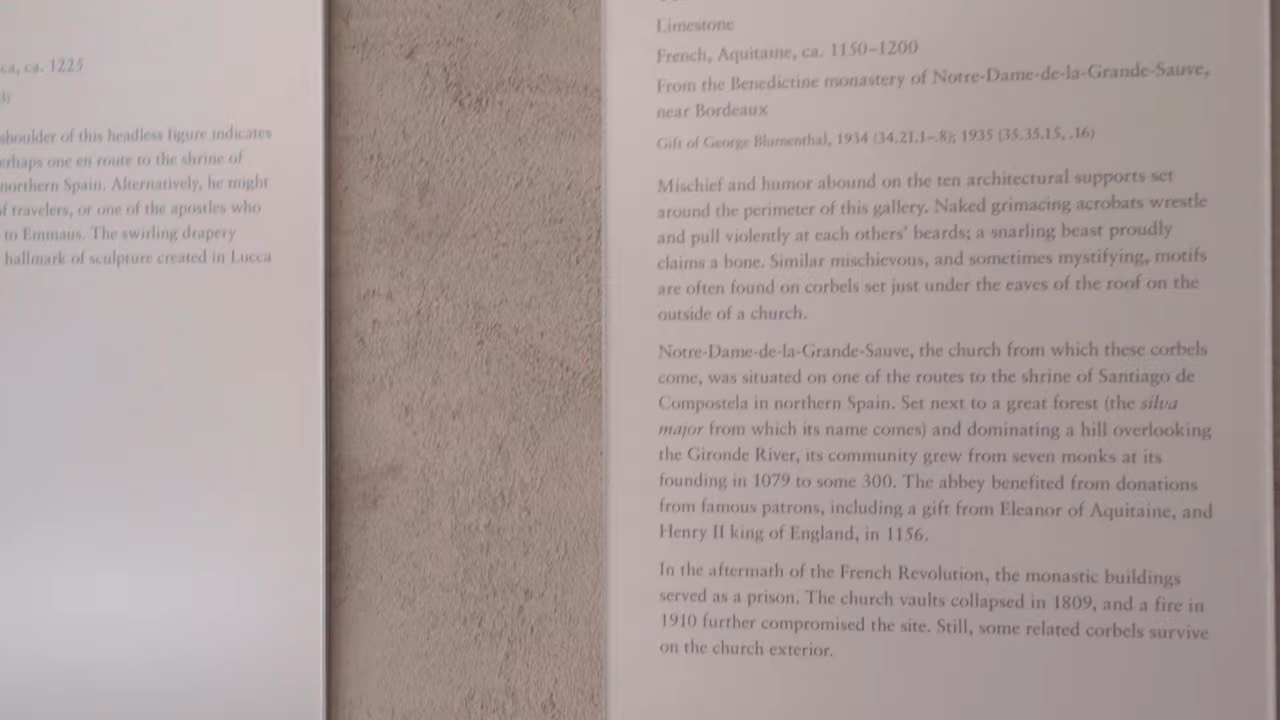 ca, ca. 1225
shoulder of this headless figure indicates
erhaps one en route to the shrine of
northern Spain. Alternatively, he might
of travelers, or one of the apostles who
to Emmaus. The swirling drapery
hallmark of sculpture created in Lucca
Limestone
French, Aquitaine, ca. 1150–1200
From the Benedictine monastery of Notre-Dame-de-la-Grande-Sauve,
near Bordeaux
Gift of George Blumenthal, 1934 (34.21.1–.8); 1935 (35.35.15, .16)
Mischief and humor abound on the ten architectural supports set
around the perimeter of this gallery. Naked grimacing acrobats wrestle
and pull violently at each others' beards; a snarling beast proudly
claims a bone. Similar mischievous, and sometimes mystifying, motifs
are often found on corbels set just under the eaves of the roof on the
outside of a church.
Notre-Dame-de-la-Grande-Sauve, the church from which these corbels
come, was situated on one of the routes to the shrine of Santiago de
Compostela in northern Spain. Set next to a great forest (the silva
major from which its name comes) and dominating a hill overlooking
the Gironde River, its community grew from seven monks at its
founding in 1079 to some 300. The abbey benefited from donations
from famous patrons, including a gift from Eleanor of Aquitaine, and
Henry II king of England, in 1156.
In the aftermath of the French Revolution, the monastic buildings
served as a prison. The church vaults collapsed in 1809, and a fire in
1910 further compromised the site. Still, some related corbels survive
on the church exterior.